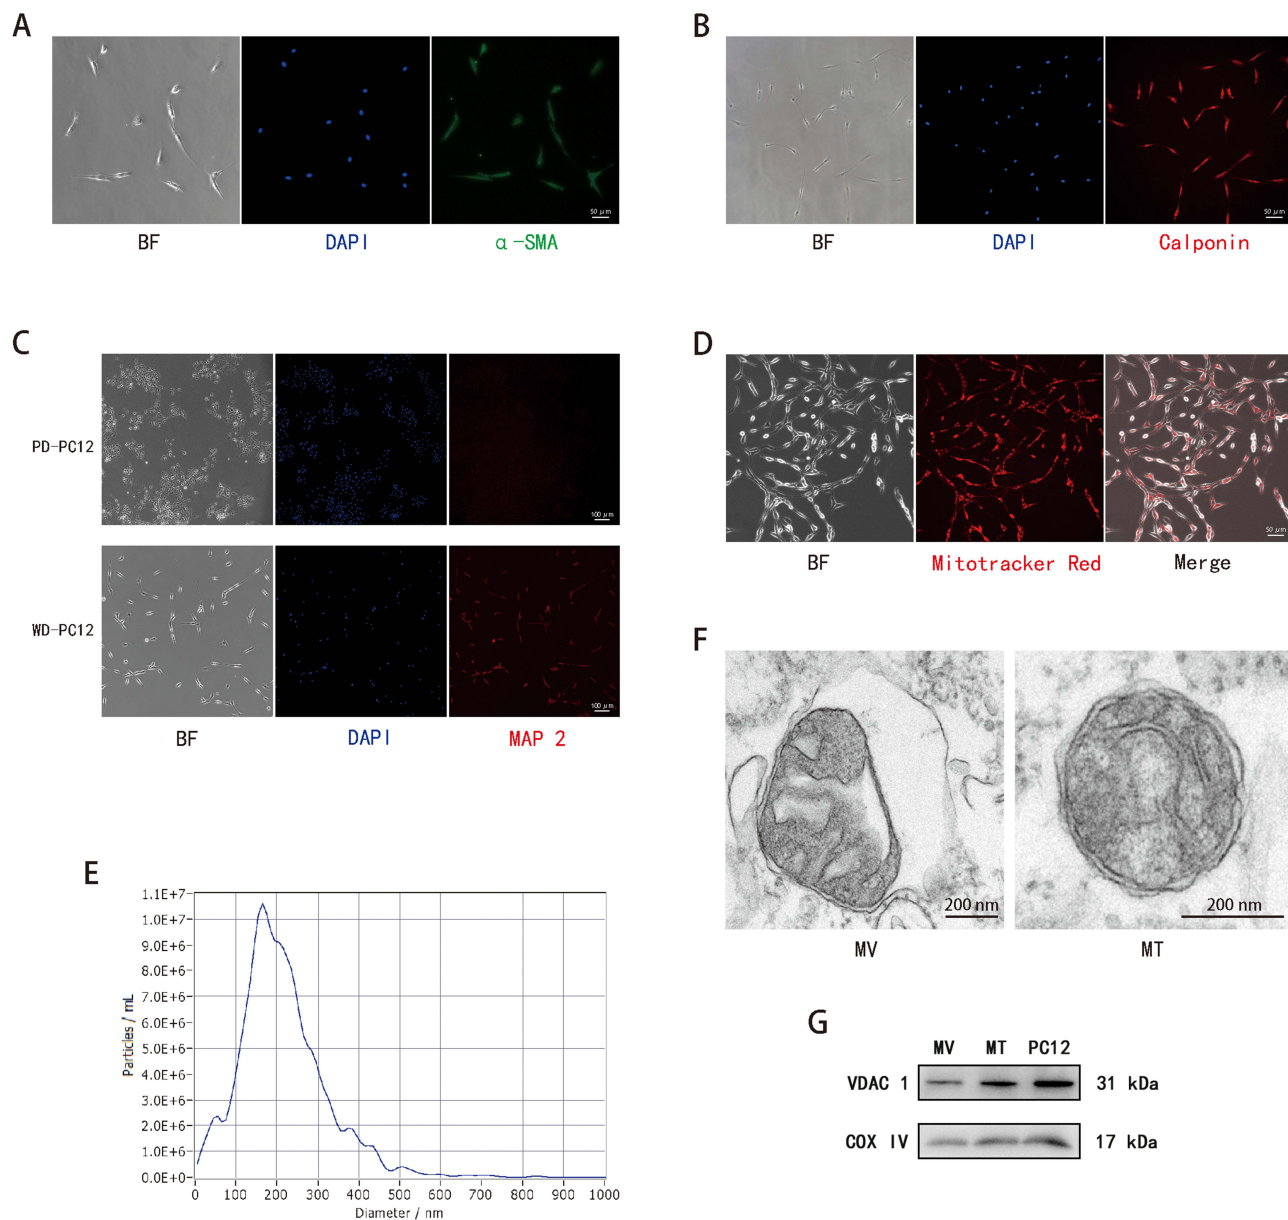 A
50 μm
BF
DAPI
α-SMA
B
50 μm
BF
DAPI
Calponin
C
PD-PC12
100 μm
WD-PC12
100 μm
BF
DAPI
MAP 2
D
50 μm
BF
Mitotracker Red
Merge
E
1.1E+7
1.0E+7
9.0E+6
8.0E+6
7.0E+6
6.0E+6
5.0E+6
4.0E+6
3.0E+6
2.0E+6
1.0E+6
0.0E+0
Particles / mL
0 100 200 300 400 500 600 700 800 900 1000
Diameter / nm
F
200 nm
200 nm
MV
MT
G
MV MT PC12
VDAC 1 31 kDa
COX IV 17 kDa